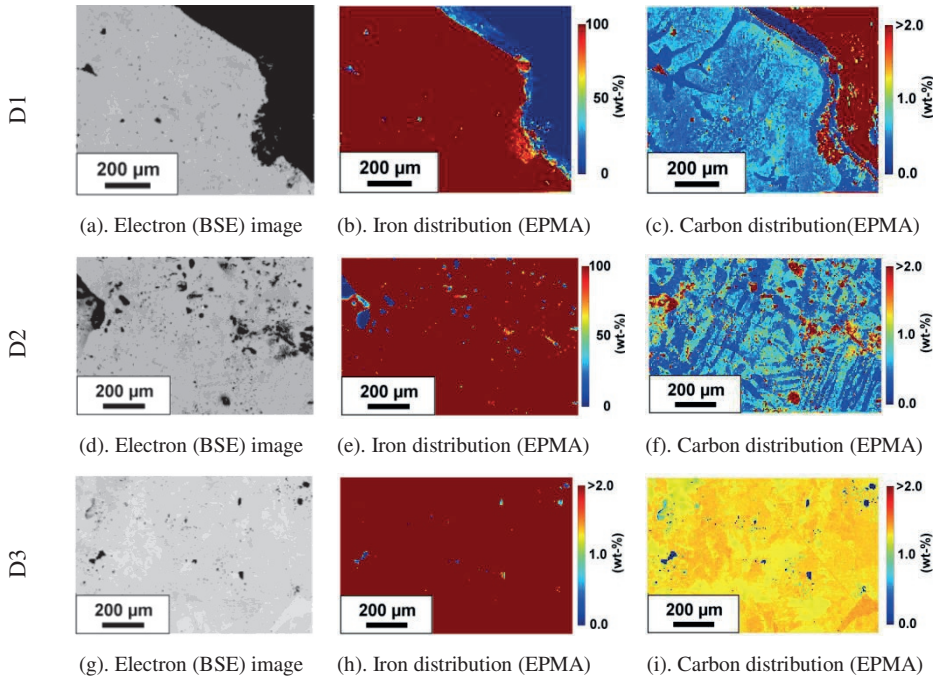 D1
200 µm
200 µm
100
50
0
(wt-%)
200 µm
>2.0
1.0
0.0
(wt-%)
(a). Electron (BSE) image
(b). Iron distribution (EPMA)
(c). Carbon distribution(EPMA)
D2
200 µm
200 µm
100
50
0
(wt-%)
200 µm
>2.0
1.0
0.0
(wt-%)
(d). Electron (BSE) image
(e). Iron distribution (EPMA)
(f). Carbon distribution (EPMA)
D3
200 µm
200 µm
>2.0
1.0
0.0
(wt-%)
200 µm
>2.0
1.0
0.0
(wt-%)
(g). Electron (BSE) image
(h). Iron distribution (EPMA)
(i). Carbon distribution (EPMA)